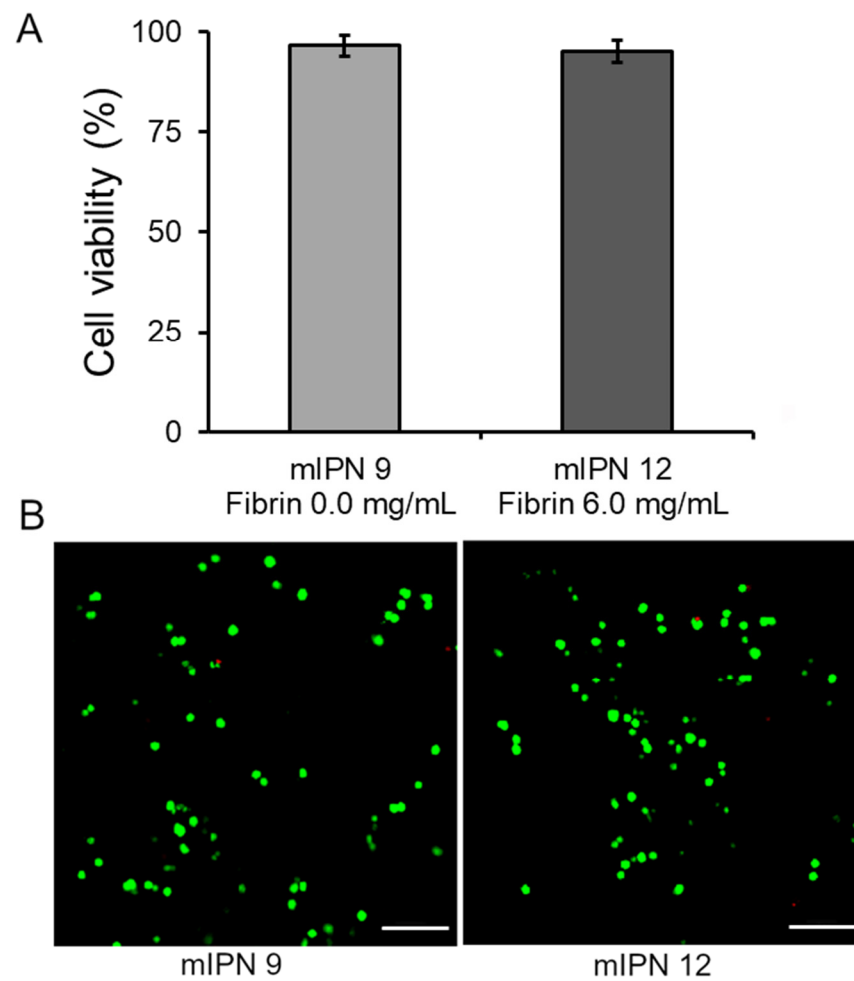 A
100
75
50
25
0
Cell viability (%)
mIPN 9
Fibrin 0.0 mg/mL
mIPN 12
Fibrin 6.0 mg/mL
B
mIPN 9
mIPN 12